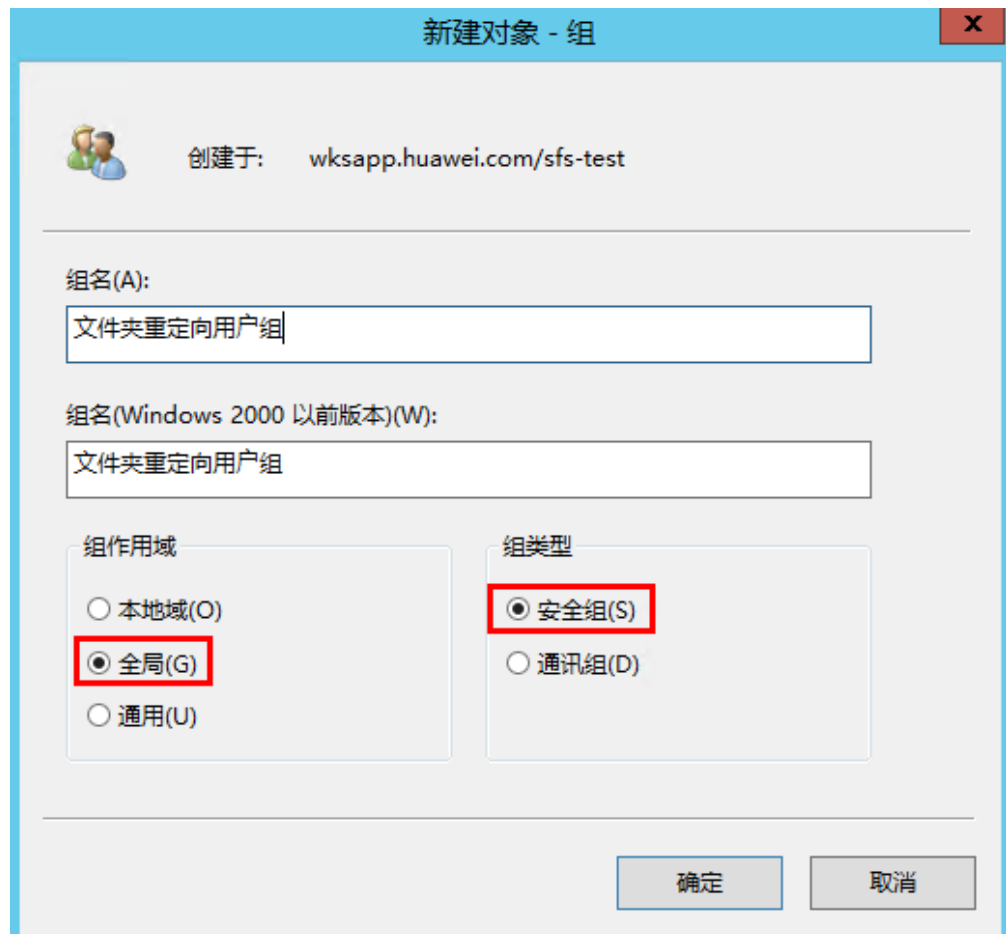 新建对象 - 组
x
创建于: wksapp.huawei.com/sfs-test
组名(A):
文件夹重定向用户组
组名(Windows 2000 以前版本)(W):
文件夹重定向用户组
组作用域
本地域(O)
全局(G)
通用(U)
组类型
安全组(S)
通讯组(D)
确定
取消